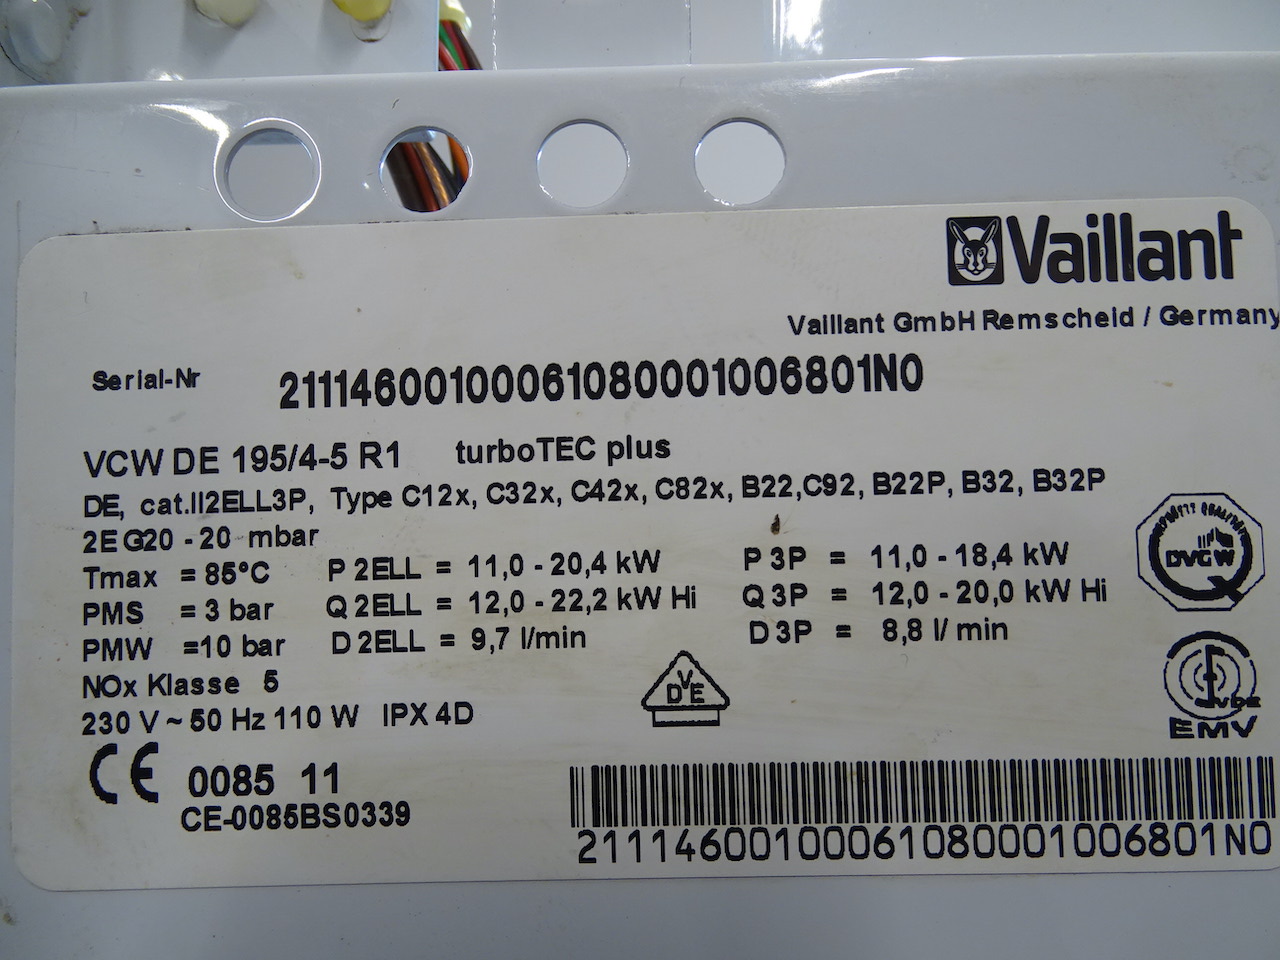 Vaillant
Vaillant GmbH Remscheid / Germany
Serial-Nr 21114600100061080001006801N0
VCW DE 195/4-5 R1 turboTEC plus
DE, cat.II2ELL3P, Type C12x, C32x, C42x, C82x, B22,C92, B22P, B32, B32P
2E G20 - 20 mbar
Tmax = 85°C P 2ELL = 11,0 - 20,4 kW P 3P = 11,0 - 18,4 kW
PMS = 3 bar Q 2ELL = 12,0 - 22,2 kW Hi Q 3P = 12,0 - 20,0 kW Hi
PMW =10 bar D 2ELL = 9,7 l/min D 3P = 8,8 l/ min
NOx Klasse 5
230 V ~ 50 Hz 110 W IPX 4D
DVE
DVGW
VDE
EMV
CE 0085 11
CE-0085BS0339
21114600100061080001006801N0